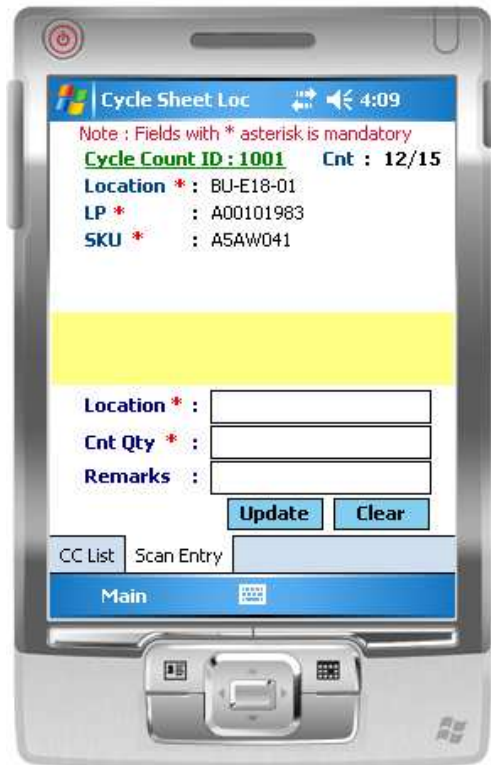 Cycle Sheet Loc 4:09
Note : Fields with * asterisk is mandatory
Cycle Count ID : 1001 Cnt : 12/15
Location * : BU-E18-01
LP * : A00101983
SKU * : A5AW041
Location * :
Cnt Qty * :
Remarks :
Update Clear
CC List Scan Entry
Main